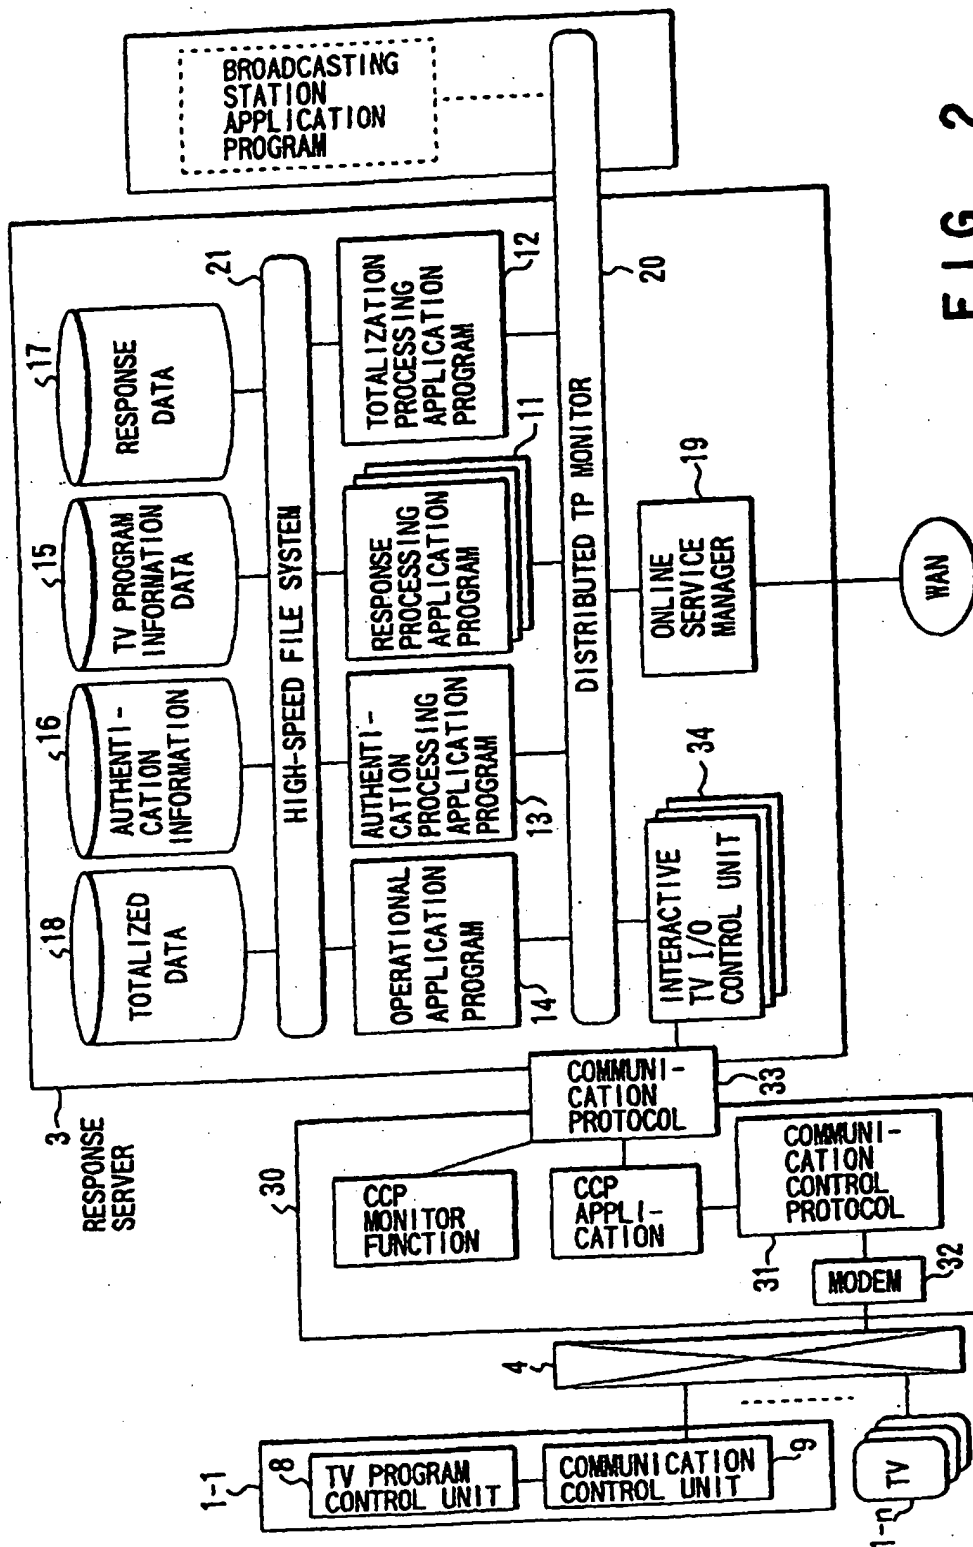 3
RESPONSE
SERVER
18
TOTALIZED
DATA
16
AUTHENTI-
CATION
INFORMATION
15
TV PROGRAM
INFORMATION
DATA
17
RESPONSE
DATA
HIGH-SPEED FILE SYSTEM
21
OPERATIONAL
APPLICATION
PROGRAM
14
AUTHENTI-
CATION
PROCESSING
APPLICATION
PROGRAM
13
RESPONSE
PROCESSING
APPLICATION
PROGRAM
11
TOTALIZATION
PROCESSING
APPLICATION
PROGRAM
12
BROADCASTING
STATION
APPLICATION
PROGRAM
DISTRIBUTED TP MONITOR
20
INTERACTIVE
TV I/O
CONTROL UNIT
34
ONLINE
SERVICE
MANAGER
19
WAN
30
COMMUNI-
CATION
PROTOCOL
33
CCP
MONITOR
FUNCTION
CCP
APPLI-
CATION
COMMUNI-
CATION
CONTROL
PROTOCOL
31
MODEM
32
4
1-1
8
TV PROGRAM
CONTROL UNIT
COMMUNICATION
CONTROL UNIT
9
TV
1-n
FIG 2